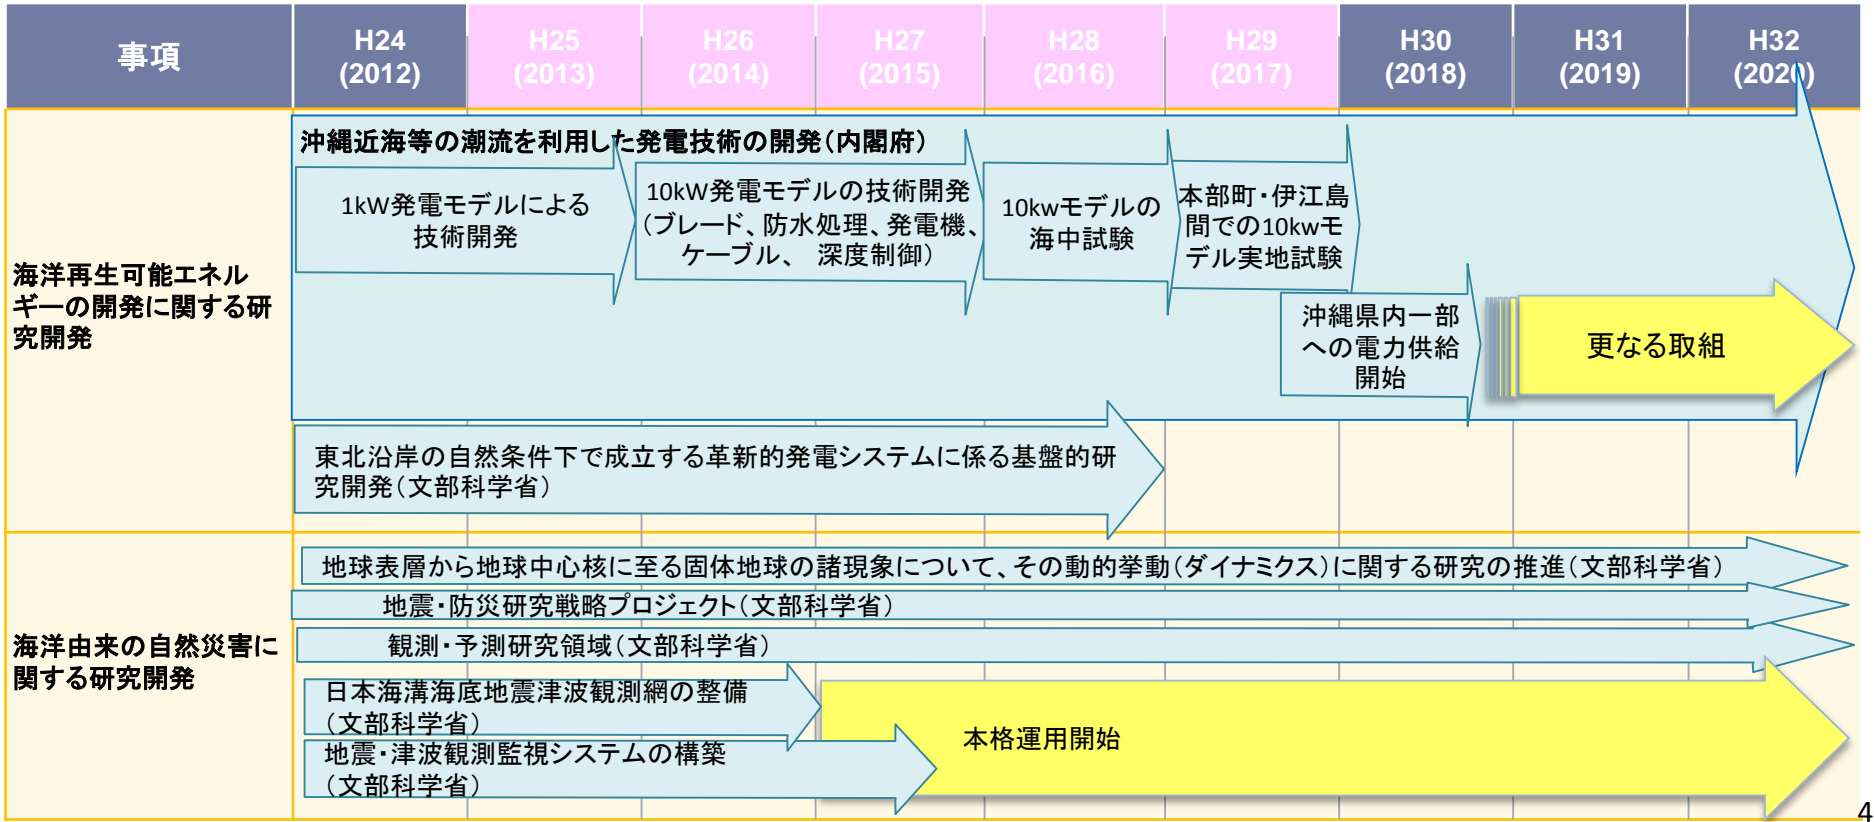 事項
H24
(2012)
H25
(2013)
H26
(2014)
H27
(2015)
H28
(2016)
H29
(2017)
H30
(2018)
H31
(2019)
H32
(2020)
海洋再生可能エネル
ギーの開発に関する研
究開発
沖縄近海等の潮流を利用した発電技術の開発（内閣府）
1kW発電モデルによる
技術開発
10kW発電モデルの技術開発
（ブレード、防水処理、発電機、
ケーブル、 深度制御）
10kwモデルの
海中試験
本部町・伊江島
間での10kwモ
デル実地試験
沖縄県内一部
への電力供給
開始
更なる取組
東北沿岸の自然条件下で成立する革新的発電システムに係る基盤的研
究開発（文部科学省）
海洋由来の自然災害に
関する研究開発
地球表層から地球中心核に至る固体地球の諸現象について、その動的挙動（ダイナミクス）に関する研究の推進（文部科学省）
地震・防災研究戦略プロジェクト（文部科学省）
観測・予測研究領域（文部科学省）
日本海溝海底地震津波観測網の整備
（文部科学省）
地震・津波観測監視システムの構築
（文部科学省）
本格運用開始
4